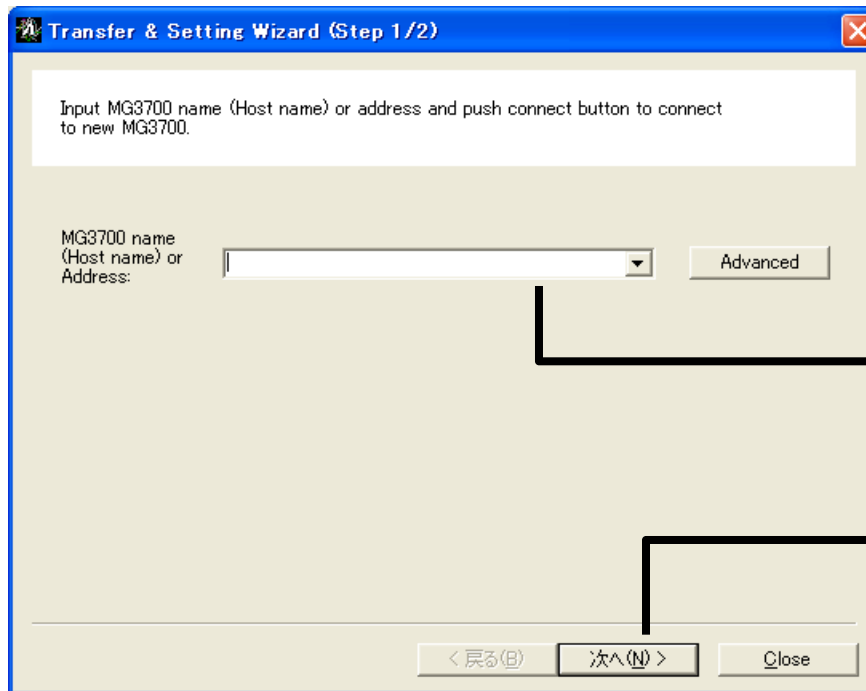 Transfer & Setting Wizard (Step 1/2)
Input MG3700 name (Host name) or address and push connect button to connect
to new MG3700.
MG3700 name
(Host name) or
Address:
Advanced
< 戻る(B)
次へ(N) >
Close